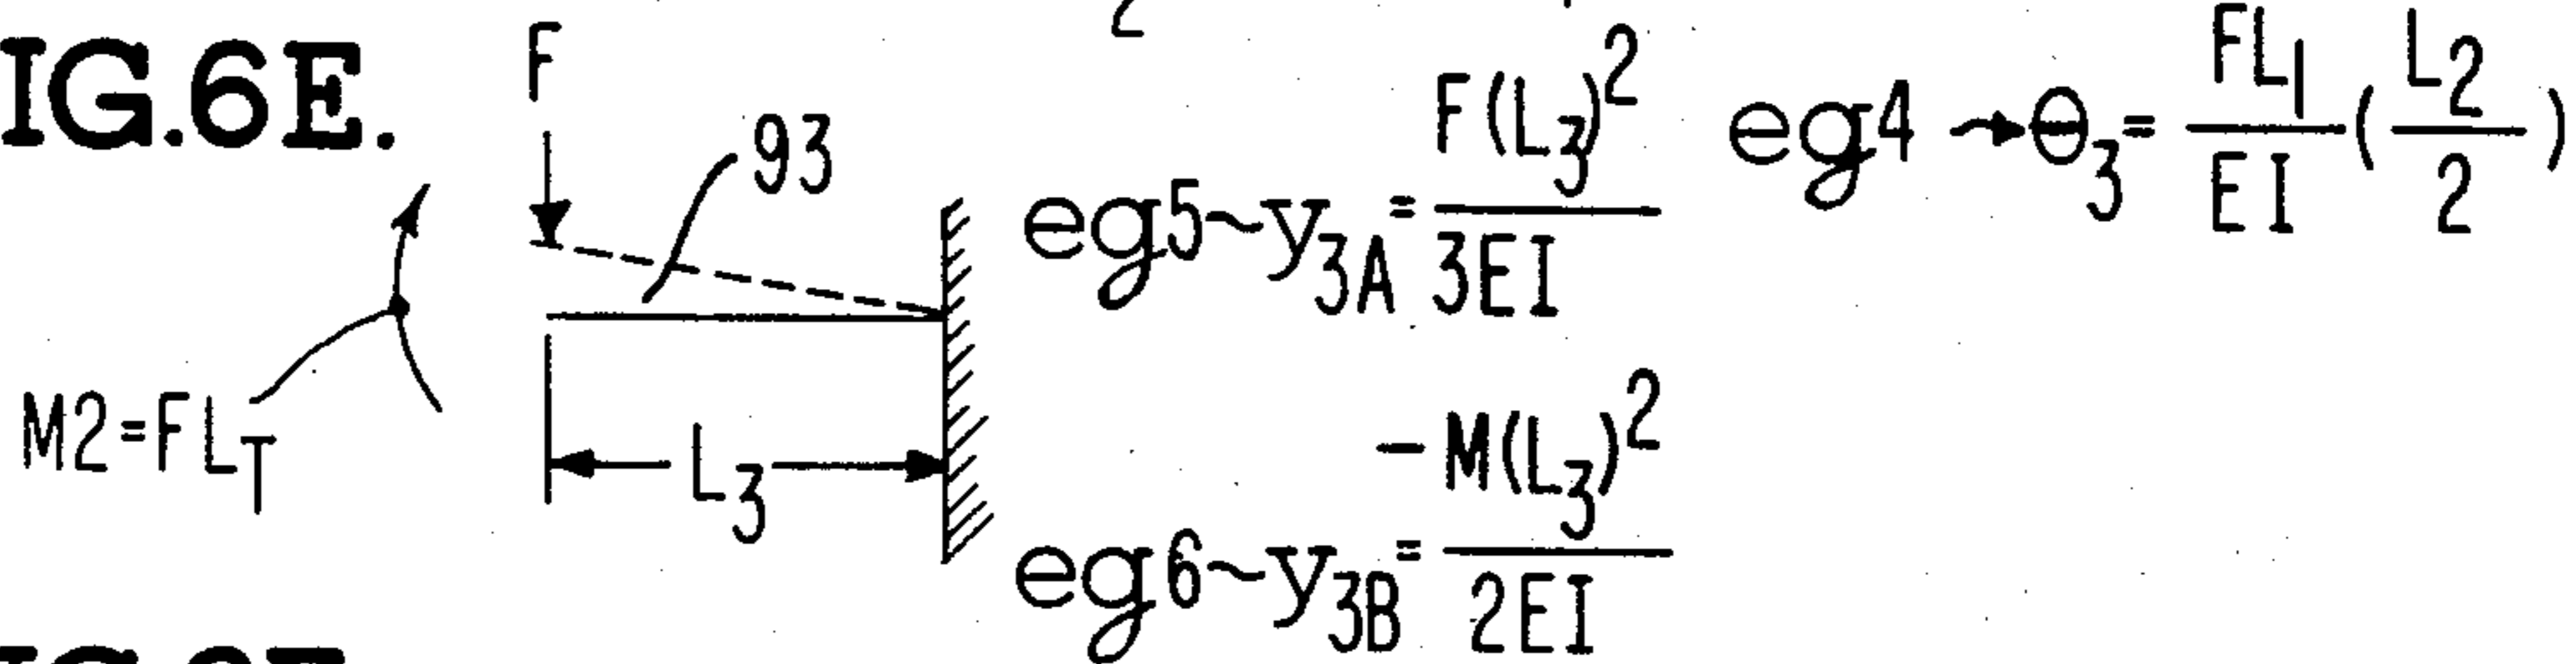 IG.6E.
F
93
eg5~y3A = F(L3)^2 / 3EI
eg4 → θ3 = FL1 / EI ( L2 / 2 )
M2=FLT
L3
eg6~y3B = -M(L3)^2 / 2EI